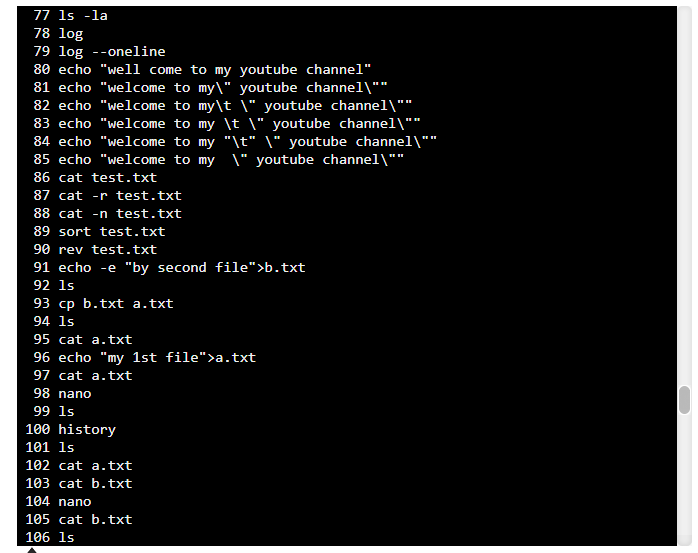 77 ls -la
78 log
79 log --oneline
80 echo "well come to my youtube channel"
81 echo "welcome to my\" youtube channel\""
82 echo "welcome to my\t \" youtube channel\""
83 echo "welcome to my \t \" youtube channel\""
84 echo "welcome to my "\t" \" youtube channel\""
85 echo "welcome to my  \" youtube channel\""
86 cat test.txt
87 cat -r test.txt
88 cat -n test.txt
89 sort test.txt
90 rev test.txt
91 echo -e "by second file">b.txt
92 ls
93 cp b.txt a.txt
94 ls
95 cat a.txt
96 echo "my 1st file">a.txt
97 cat a.txt
98 nano
99 ls
100 history
101 ls
102 cat a.txt
103 cat b.txt
104 nano
105 cat b.txt
106 ls